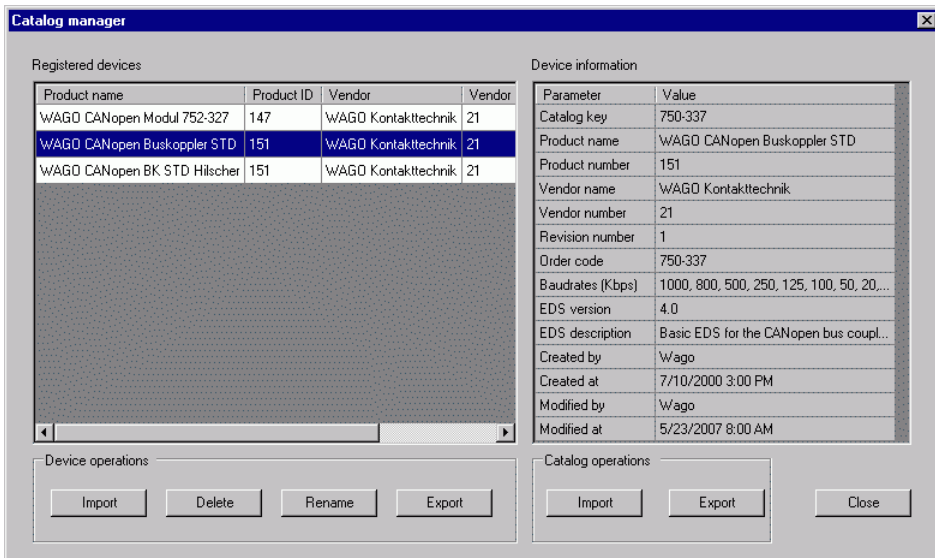 Catalog manager
Registered devices
Product name Product ID Vendor Vendor
WAGO CANopen Modul 752-327 147 WAGO Kontakttechnik 21
WAGO CANopen Buskoppler STD 151 WAGO Kontakttechnik 21
WAGO CANopen BK STD Hilscher 151 WAGO Kontakttechnik 21
Device information
Parameter Value
Catalog key 750-337
Product name WAGO CANopen Buskoppler STD
Product number 151
Vendor name WAGO Kontakttechnik
Vendor number 21
Revision number 1
Order code 750-337
Baudrates (Kbps) 1000, 800, 500, 250, 125, 100, 50, 20,...
EDS version 4.0
EDS description Basic EDS for the CANopen bus coupl...
Created by Wago
Created at 7/10/2000 3:00 PM
Modified by Wago
Modified at 5/23/2007 8:00 AM
Device operations
Import Delete Rename Export
Catalog operations
Import Export
Close